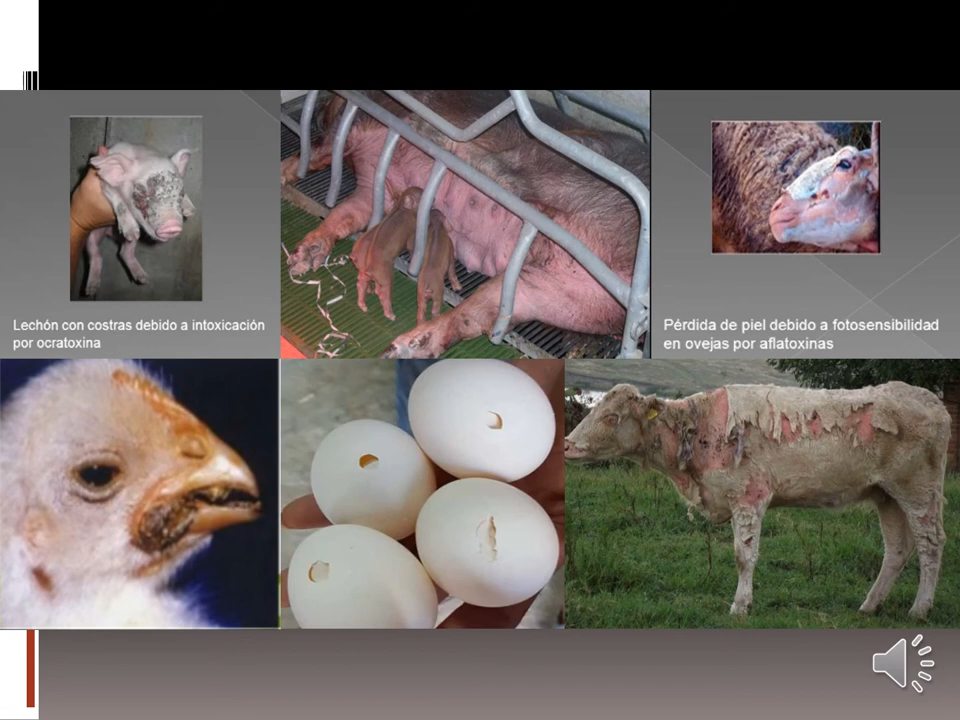 Lechón con costras debido a intoxicación
por ocratoxina
Pérdida de piel debido a fotosensibilidad
en ovejas por aflatoxinas